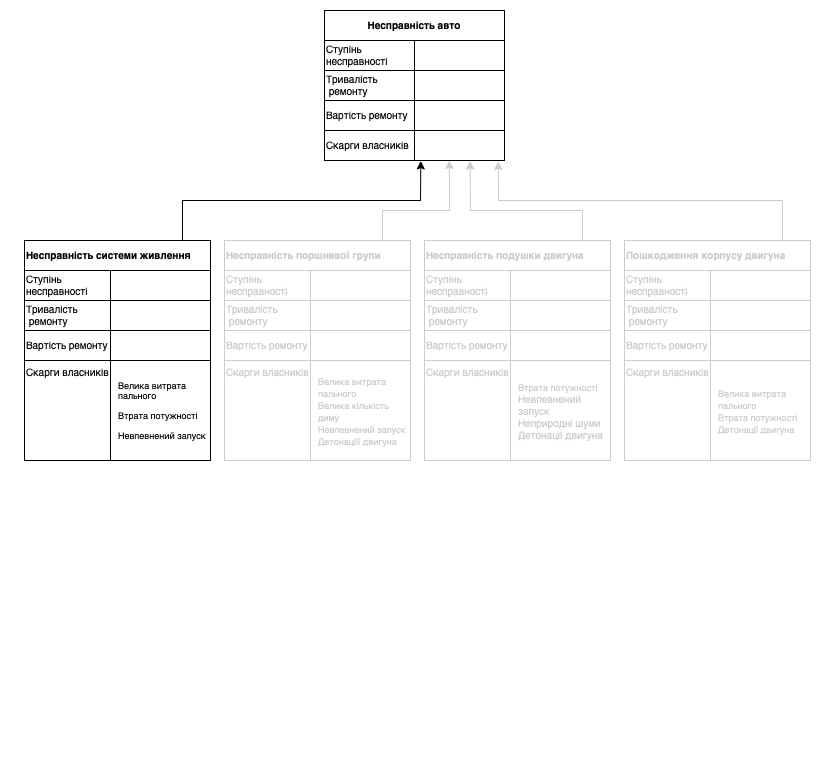 Несправність авто
Ступінь
несправності
Тривалість
ремонту
Вартість ремонту
Скарги власників
Несправність системи живлення
Ступінь
несправності
Тривалість
ремонту
Вартість ремонту
Скарги власників
Велика витрата
пального
Втрата потужності
Невпевнений запуск
Несправність поршневої групи
Ступінь
несправності
Тривалість
ремонту
Вартість ремонту
Скарги власників
Велика витрата
пального
Велика кількість
диму
Невпевнений запуск
Детонаціїї двигуна
Несправність подушки двигуна
Ступінь
несправності
Тривалість
ремонту
Вартість ремонту
Скарги власників
Втрата потужності
Невпевнений
запуск
Неприродні шуми
Детонації двигуна
Пошкодження корпусу двигуна
Ступінь
несправності
Тривалість
ремонту
Вартість ремонту
Скарги власників
Велика витрата
пального
Втрата потужності
Детонації двигуна